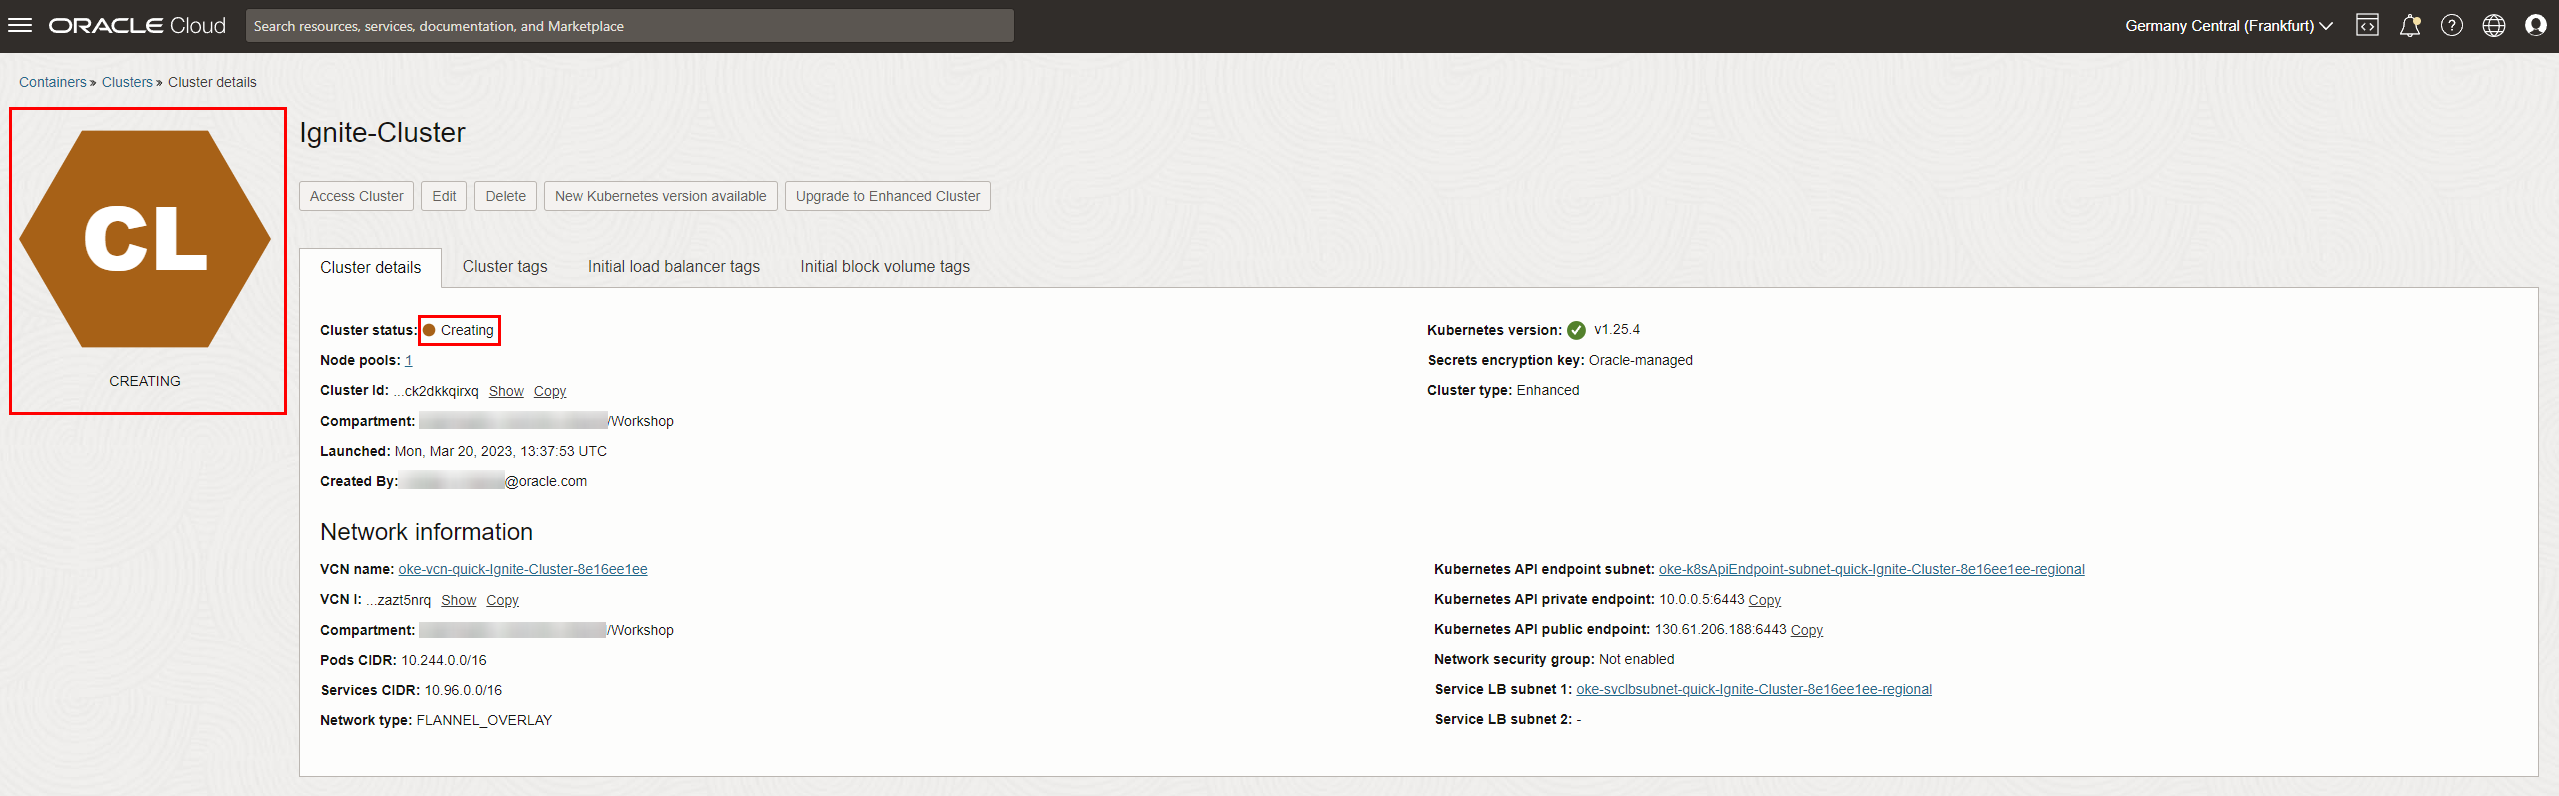 ORACLE Cloud
Search resources, services, documentation, and Marketplace
Germany Central (Frankfurt)
Containers » Clusters » Cluster details
CL
CREATING
Ignite-Cluster
Access Cluster
Edit
Delete
New Kubernetes version available
Upgrade to Enhanced Cluster
Cluster details
Cluster tags
Initial load balancer tags
Initial block volume tags
Cluster status: Creating
Node pools: 1
Cluster Id: ...ck2dkkqirxq Show Copy
Compartment: /Workshop
Launched: Mon, Mar 20, 2023, 13:37:53 UTC
Created By: @oracle.com
Kubernetes version: v1.25.4
Secrets encryption key: Oracle-managed
Cluster type: Enhanced
Network information
VCN name: oke-vcn-quick-Ignite-Cluster-8e16ee1ee
VCN I: ...zazt5nrq Show Copy
Compartment: /Workshop
Pods CIDR: 10.244.0.0/16
Services CIDR: 10.96.0.0/16
Network type: FLANNEL_OVERLAY
Kubernetes API endpoint subnet: oke-k8sApiEndpoint-subnet-quick-Ignite-Cluster-8e16ee1ee-regional
Kubernetes API private endpoint: 10.0.0.5:6443 Copy
Kubernetes API public endpoint: 130.61.206.188:6443 Copy
Network security group: Not enabled
Service LB subnet 1: oke-svclbsubnet-quick-Ignite-Cluster-8e16ee1ee-regional
Service LB subnet 2: -